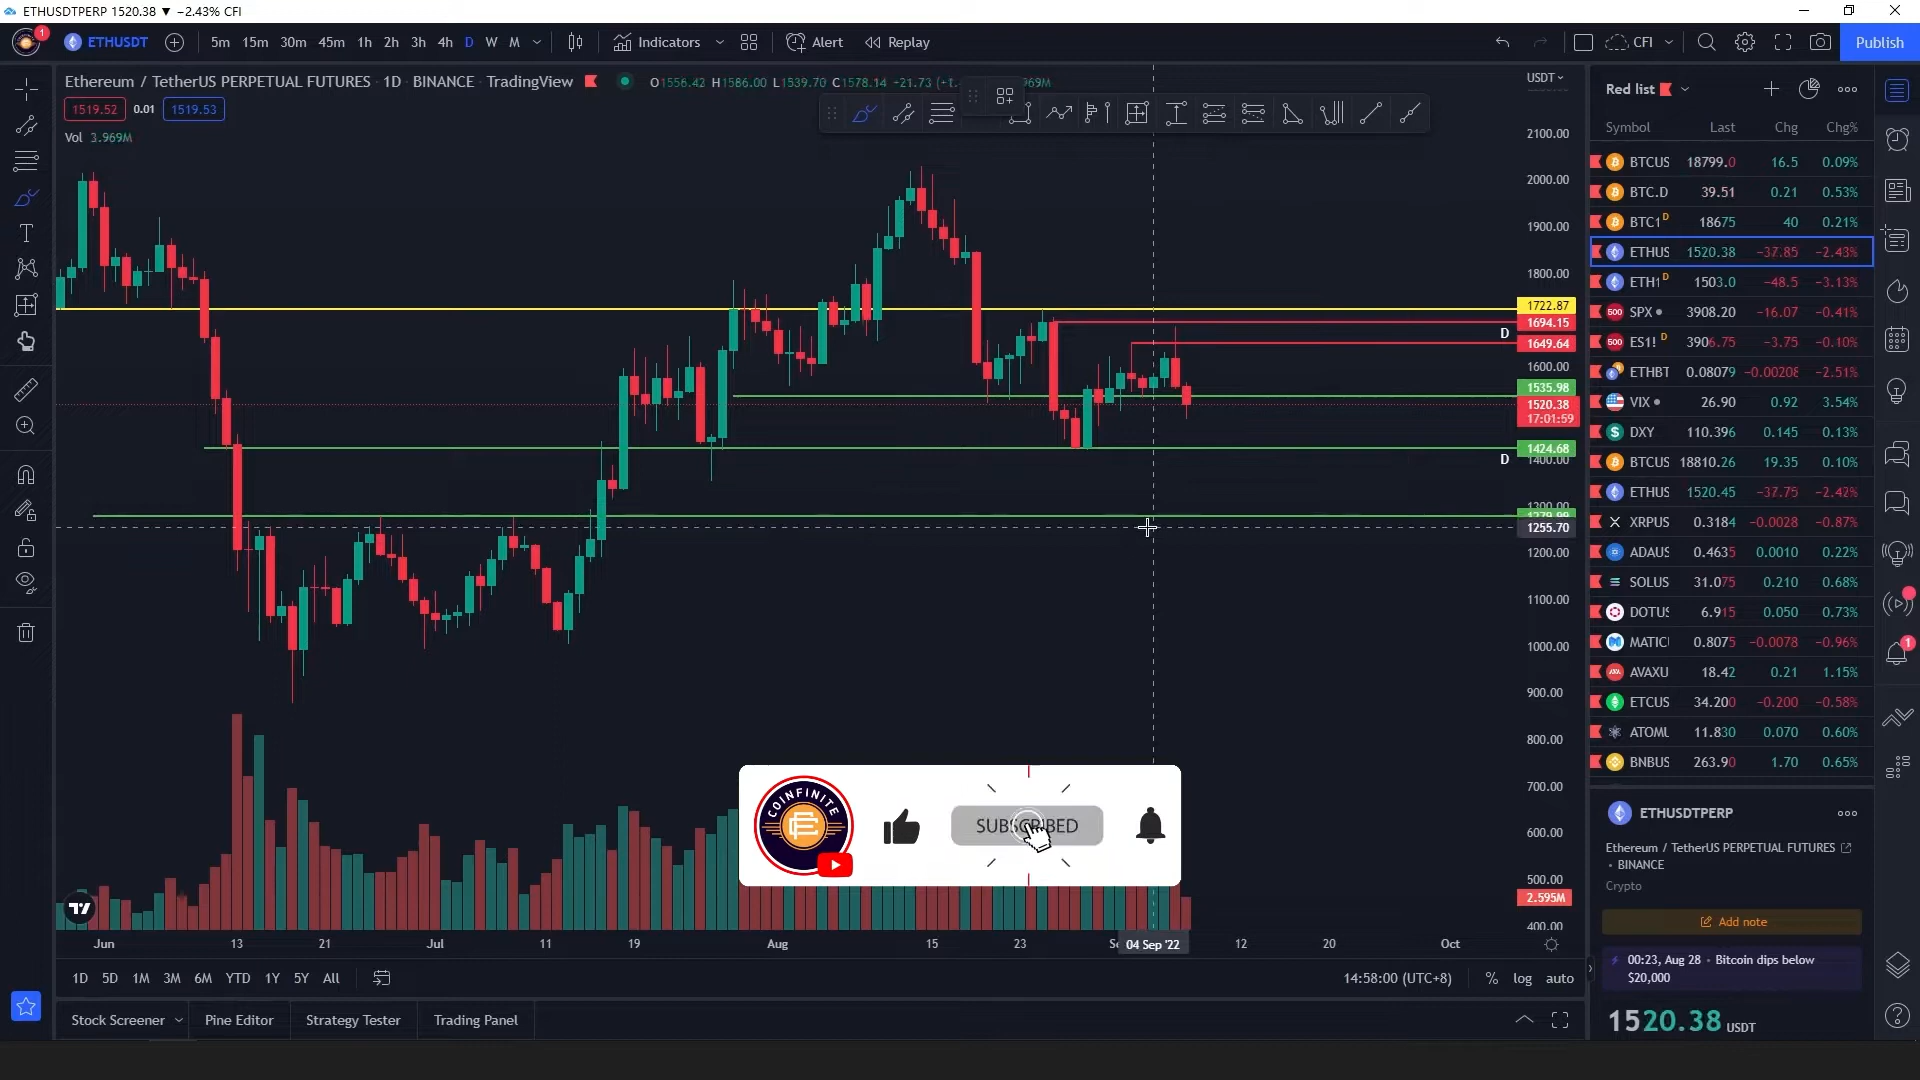 ETHUSDTPERP 1520.38 ▼ −2.43% CFI
1 ETHUSDT 5m 15m 30m 45m 1h 2h 3h 4h D W M Indicators Alert Replay CFI Publish
Ethereum / TetherUS PERPETUAL FUTURES · 1D · BINANCE · TradingView O1556.42 H1586.00 L1539.70 C1578.14 −21.73
1519.52 0.01 1519.53
Vol 3.969M
USDT
2100.00
2000.00
1900.00
1800.00
1722.87
1694.15
D
1649.64
1600.00
1535.98
1520.38
17:01:59
1424.68
D 1400.00
1255.70
1200.00
1100.00
1000.00
900.00
800.00
700.00
600.00
500.00
2.595M
400.00
COINFINITE
SUBSCRIBED
Jun 13 21 Jul 11 19 Aug 15 23 04 Sep '22 12 20 Oct
1D 5D 1M 3M 6M YTD 1Y 5Y All 14:58:00 (UTC+8) % log auto
Stock Screener Pine Editor Strategy Tester Trading Panel
Red list
Symbol Last Chg Chg%
BTCUS 18799.0 16.5 0.09%
BTC.D 39.51 0.21 0.53%
BTC1 D 18675 40 0.21%
ETHUS 1520.38 −37.85 −2.43%
ETH1 D 1503.0 −48.5 −3.13%
500 SPX 3908.20 −16.07 −0.41%
500 ES1! D 3906.75 −3.75 −0.10%
ETHBT 0.08079 −0.00208 −2.51%
VIX 26.90 0.92 3.54%
DXY 110.396 0.145 0.13%
BTCUS 18810.26 19.35 0.10%
ETHUS 1520.45 −37.75 −2.42%
XRPUS 0.3184 −0.0028 −0.87%
ADAUS 0.4635 0.0010 0.22%
SOLUS 31.075 0.210 0.68%
DOTUS 6.915 0.050 0.73%
MATIC 0.8075 −0.0078 −0.96%
AVAXU 18.42 0.21 1.15%
ETCUS 34.200 −0.200 −0.58%
ATOMU 11.830 0.070 0.60%
BNBUS 263.90 1.70 0.65%
ETHUSDTPERP
Ethereum / TetherUS PERPETUAL FUTURES
• BINANCE
Crypto
Add note
00:23, Aug 28 • Bitcoin dips below
$20,000
1520.38 USDT
1